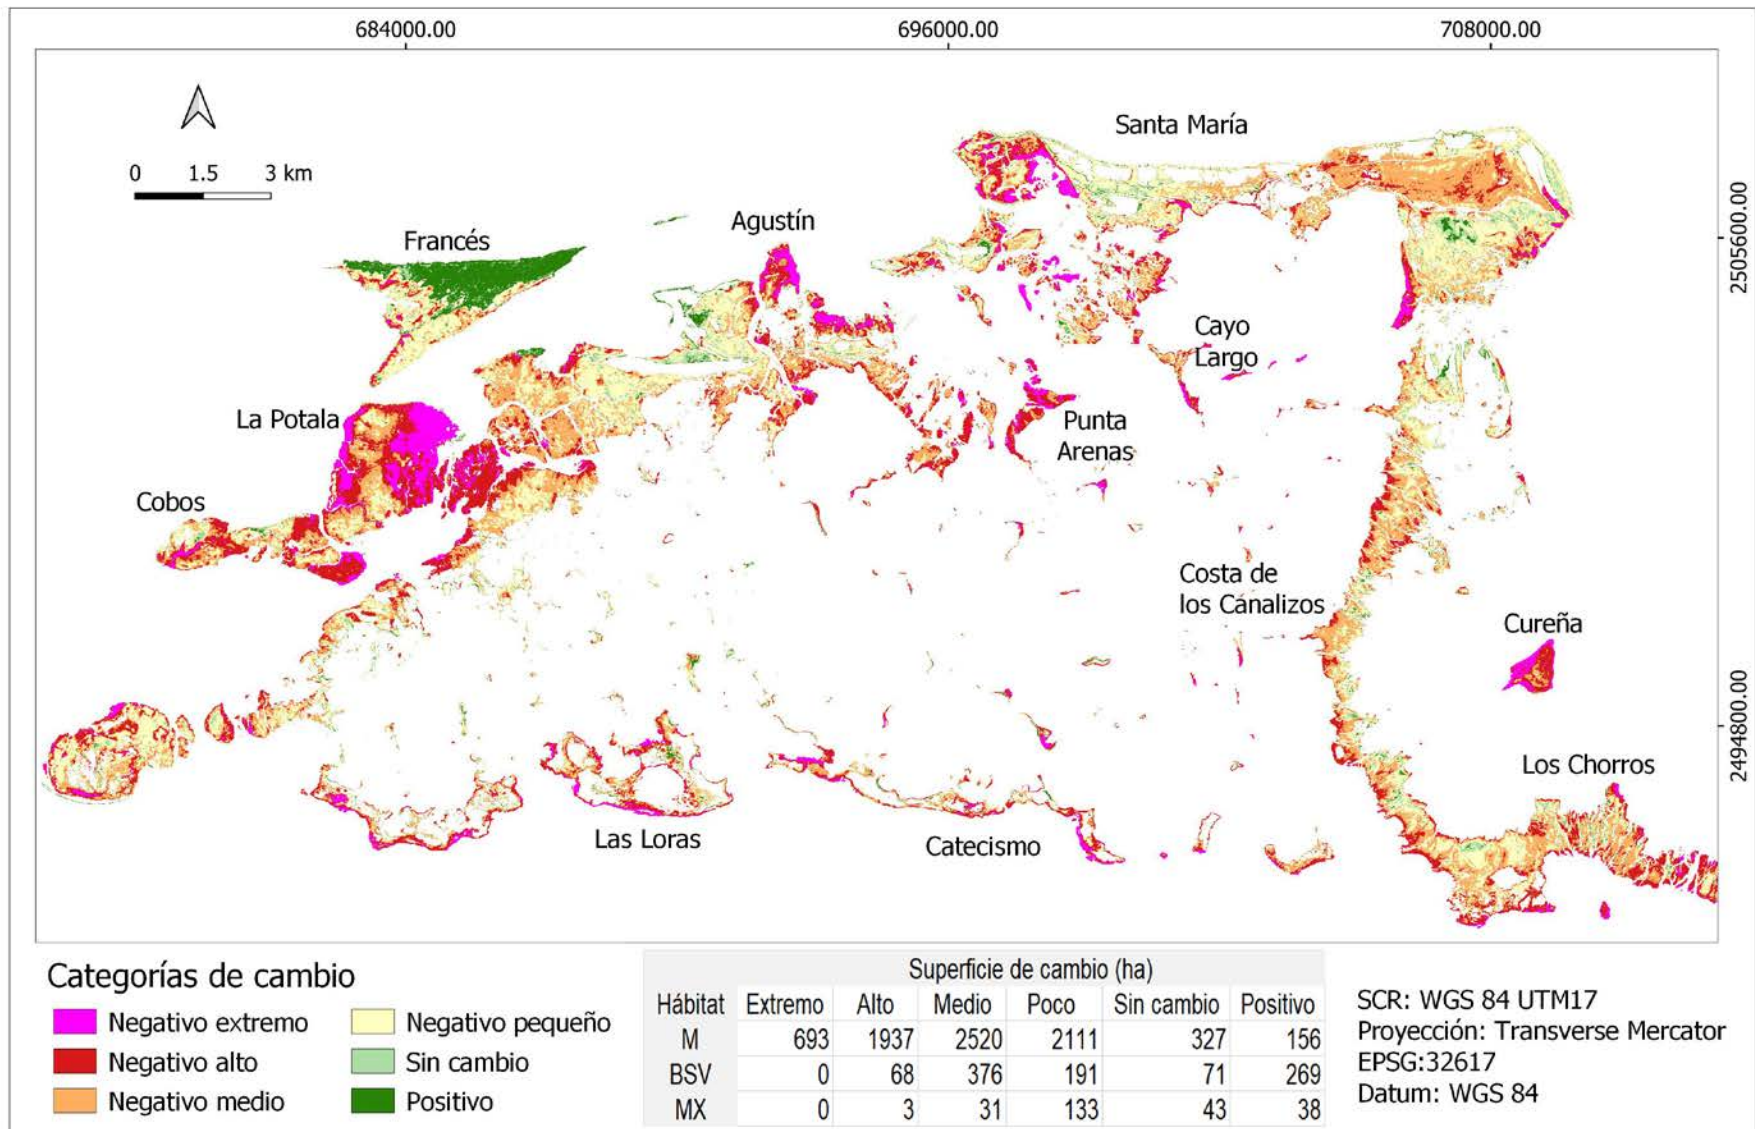 684000.00 696000.00 708000.00
Santa María
0 1.5 3 km
2505600.00
Agustín
Francés
Cayo
Largo
La Potala
Punta
Arenas
Cobos
Costa de
los Canalizos
Cureña
2494800.00
Los Chorros
Las Loras
Catecismo
Categorías de cambio
Negativo extremo
Negativo alto
Negativo medio
Negativo pequeño
Sin cambio
Positivo
Superficie de cambio (ha)
Hábitat Extremo Alto Medio Poco Sin cambio Positivo
M 693 1937 2520 2111 327 156
BSV 0 68 376 191 71 269
MX 0 3 31 133 43 38
SCR: WGS 84 UTM17
Proyección: Transverse Mercator
EPSG:32617
Datum: WGS 84